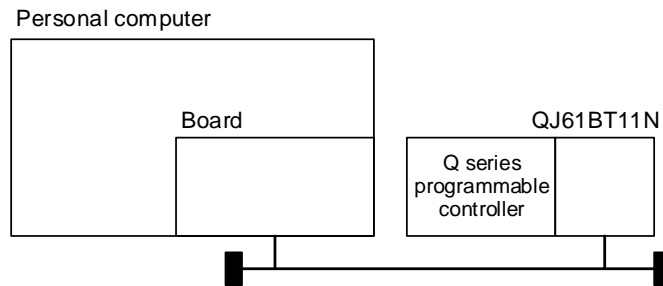 Personal computer
Board
QJ61BT11N
Q series
programmable
controller